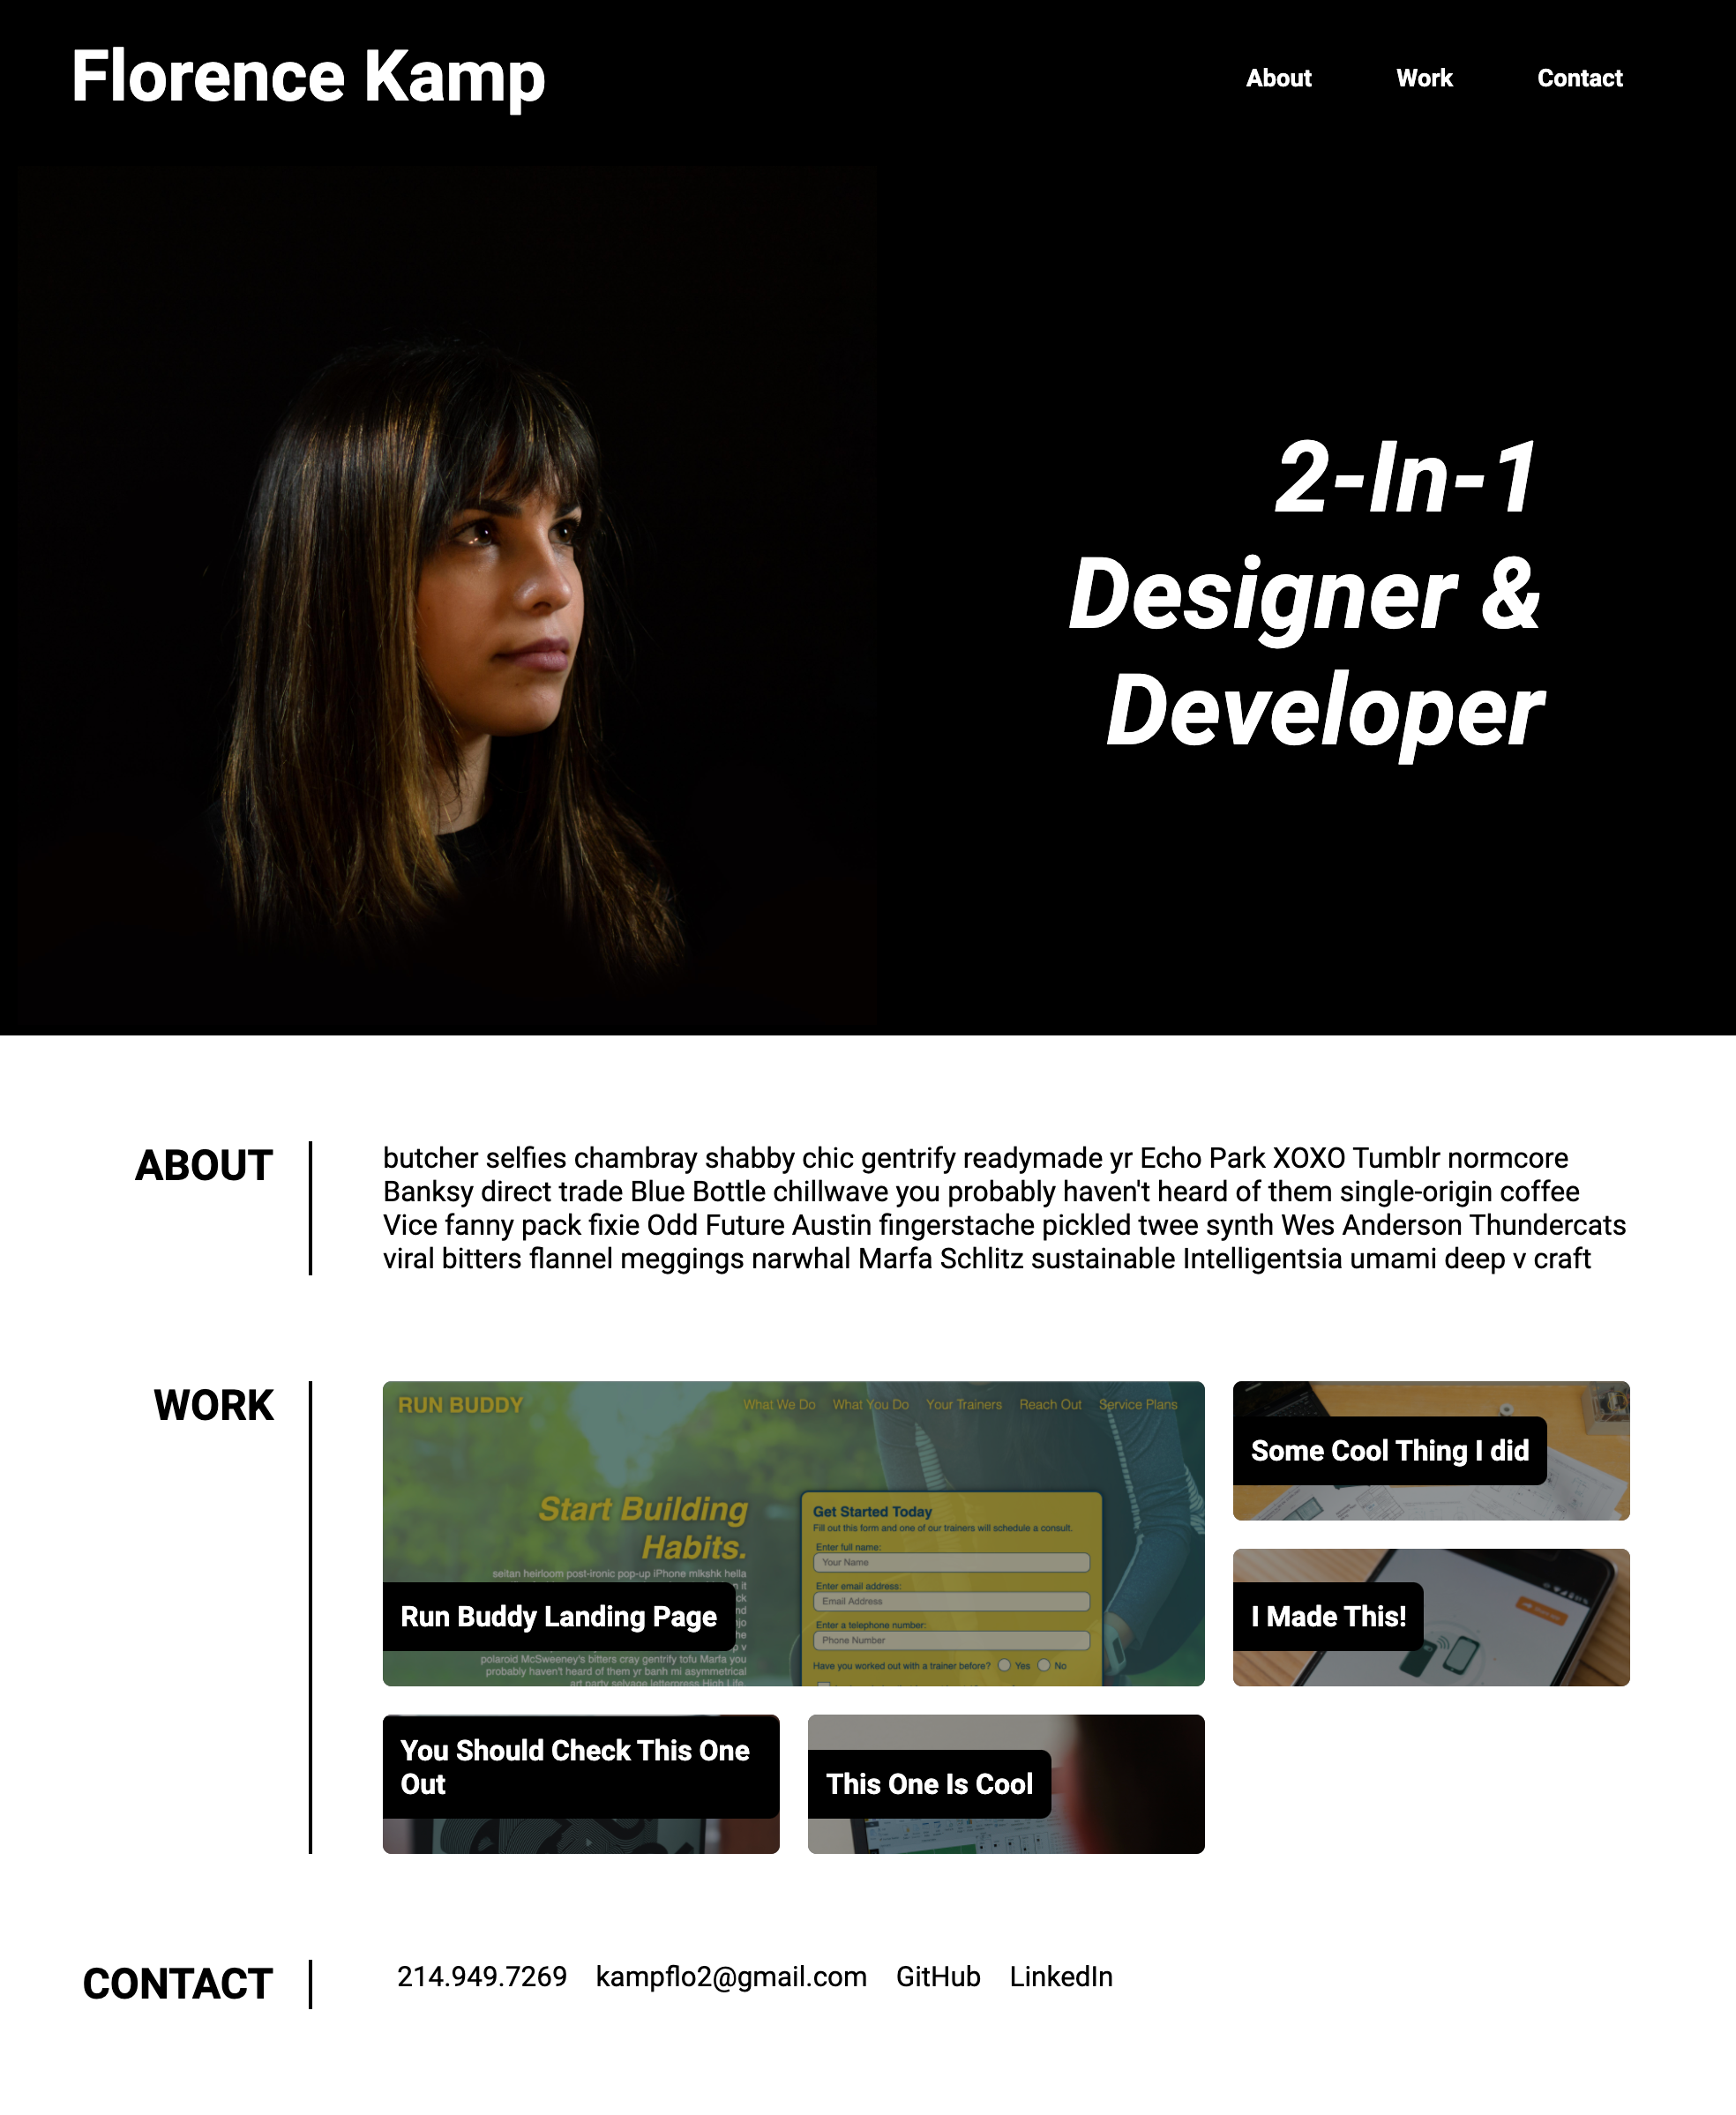 Florence Kamp
About Work Contact
2-In-1
Designer &
Developer
ABOUT
butcher selfies chambray shabby chic gentrify readymade yr Echo Park XOXO Tumblr normcore
Banksy direct trade Blue Bottle chillwave you probably haven't heard of them single-origin coffee
Vice fanny pack fixie Odd Future Austin fingerstache pickled twee synth Wes Anderson Thundercats
viral bitters flannel meggings narwhal Marfa Schlitz sustainable Intelligentsia umami deep v craft
WORK
RUN BUDDY
What We Do What You Do Your Trainers Reach Out Service Plans
Start Building
Habits.
seitan heirloom post-ironic pop-up iPhone mlkshk hella
polaroid McSweeney's bitters cray gentrify tofu Marfa you
probably haven't heard of them yr banh mi asymmetrical
art party selvage letterpress High Life.
Get Started Today
Fill out this form and one of our trainers will schedule a consult.
Enter full name:
Your Name
Enter email address:
Email Address
Enter a telephone number:
Phone Number
Have you worked out with a trainer before? Yes No
Run Buddy Landing Page
Some Cool Thing I did
I Made This!
You Should Check This One
Out
This One Is Cool
CONTACT
214.949.7269 kampflo2@gmail.com GitHub LinkedIn